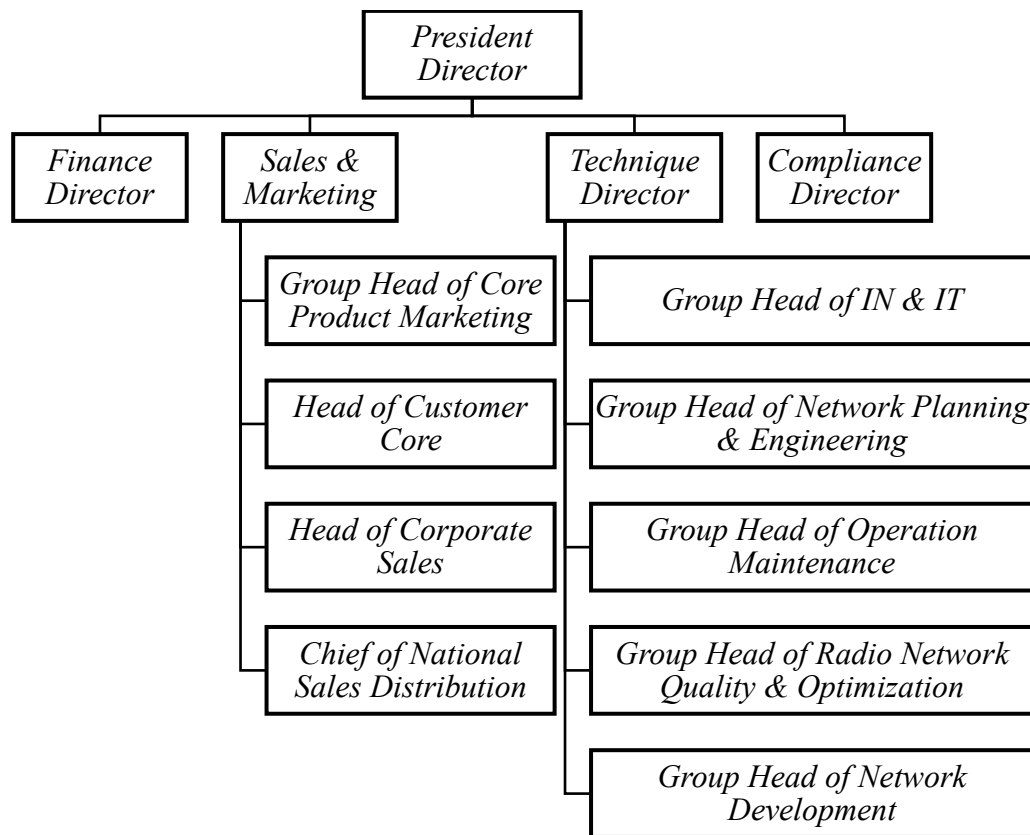 President
Director
Finance
Director
Sales &
Marketing
Technique
Director
Compliance
Director
Group Head of Core
Product Marketing
Head of Customer
Core
Head of Corporate
Sales
Chief of National
Sales Distribution
Group Head of IN & IT
Group Head of Network Planning
& Engineering
Group Head of Operation
Maintenance
Group Head of Radio Network
Quality & Optimization
Group Head of Network
Development